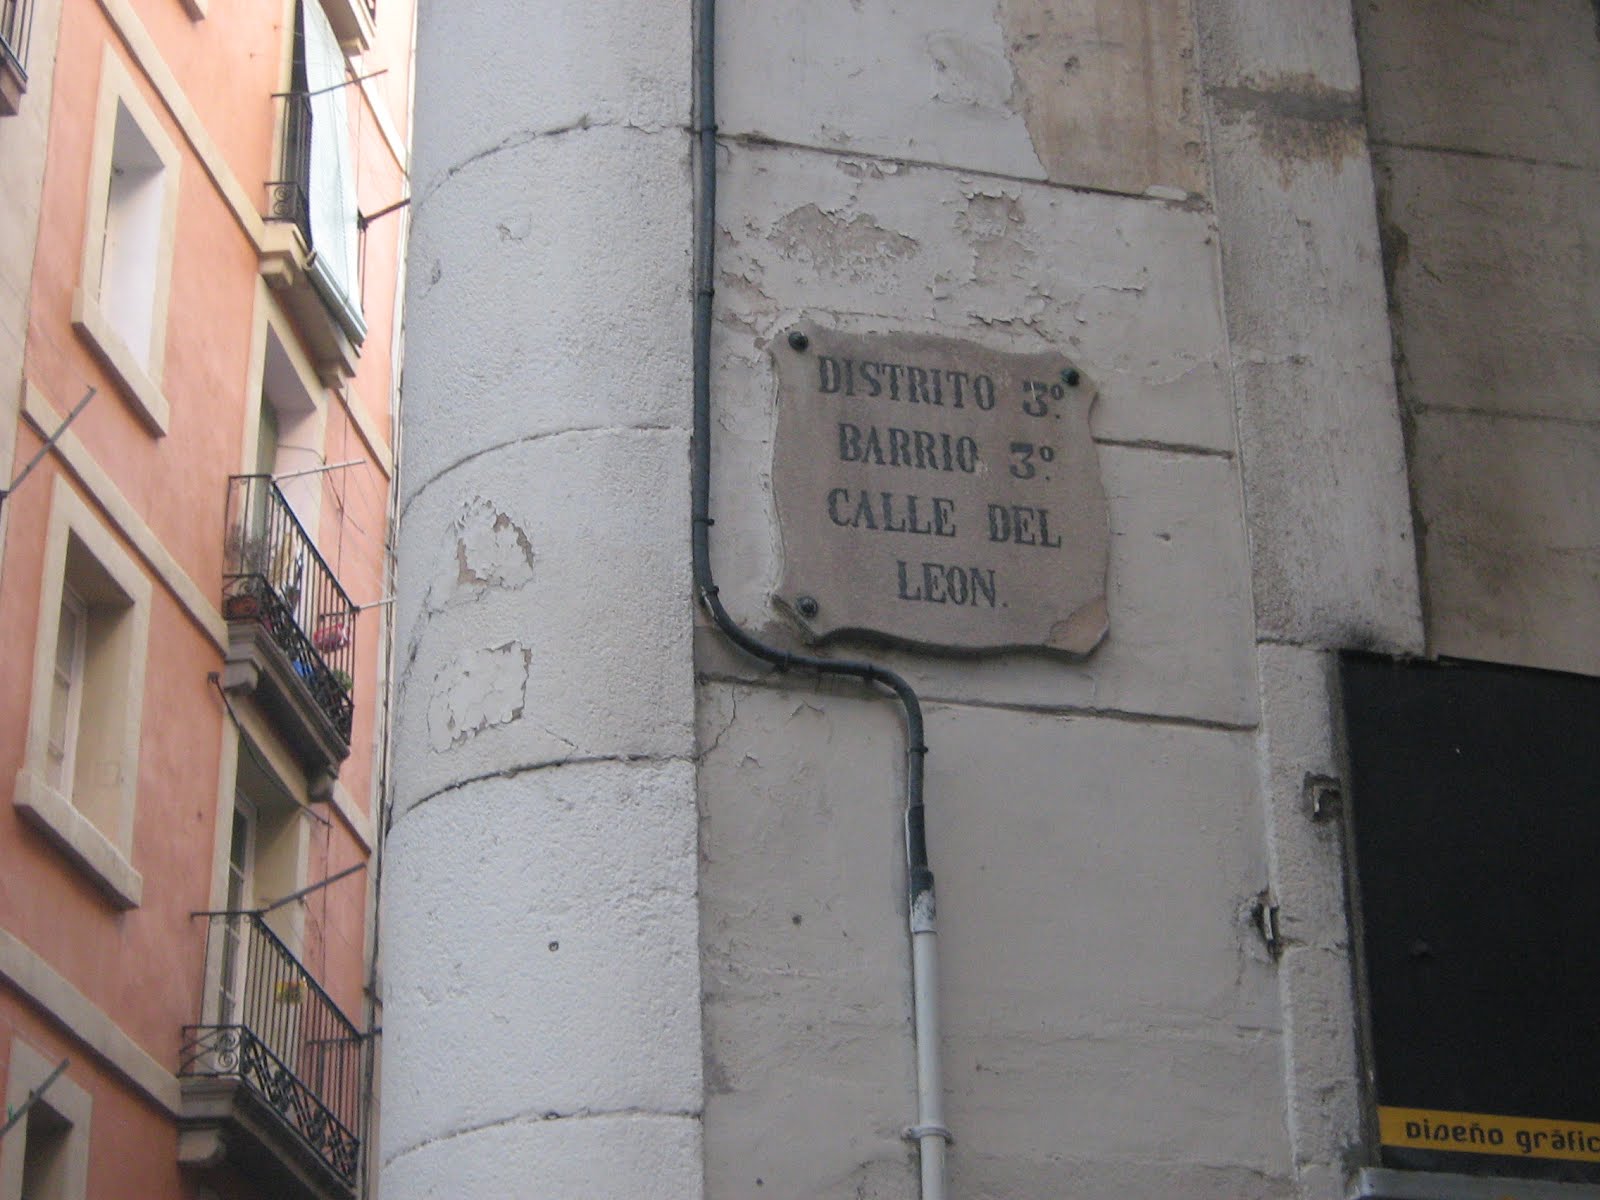 DISTRITO 3º.
BARRIO 3º.
CALLE DEL
LEON.
Diseño gráfic